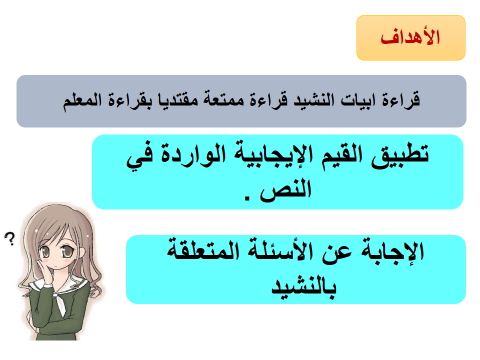 الأهداف
قراءة ابيات النشيد قراءة ممتعة مقتديا بقراءة المعلم
تطبيق القيم الإيجابية الواردة في
النص .
؟
الإجابة عن الأسئلة المتعلقة
بالنشيد